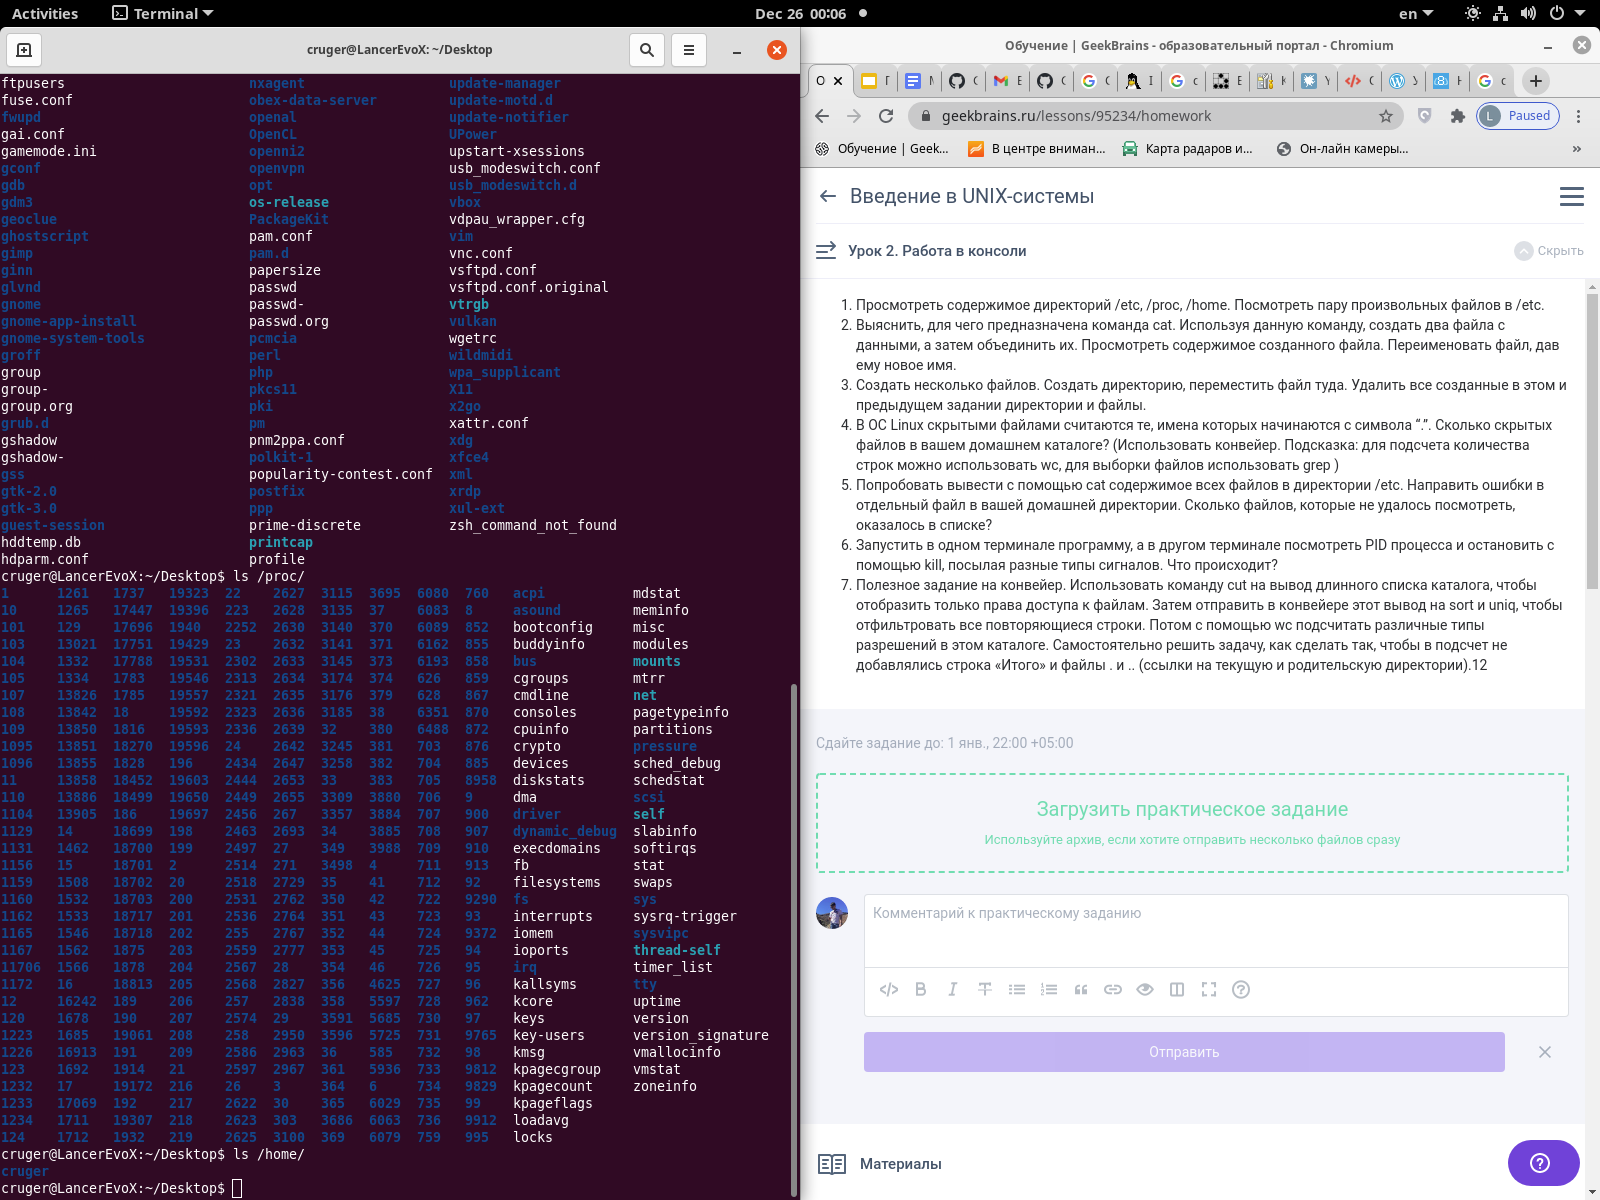 Activities
Terminal
Dec 26 00:06
en
cruger@LancerEvoX: ~/Desktop
ftpusers nxagent update-manager
fuse.conf obex-data-server update-motd.d
fwupd openal update-notifier
gai.conf OpenCL UPower
gamemode.ini openni2 upstart-xsessions
gconf openvpn usb_modeswitch.conf
gdb opt usb_modeswitch.d
gdm3 os-release vbox
geoclue PackageKit vdpau_wrapper.cfg
ghostscript pam.conf vim
gimp pam.d vnc.conf
ginn papersize vsftpd.conf
glvnd passwd vsftpd.conf.original
gnome passwd- vtrgb
gnome-app-install passwd.org vulkan
gnome-system-tools pcmcia wgetrc
groff perl wildmidi
group php wpa_supplicant
group- pkcs11 X11
group.org pki x2go
grub.d pm xattr.conf
gshadow pnm2ppa.conf xdg
gshadow- polkit-1 xfce4
gss popularity-contest.conf xml
gtk-2.0 postfix xrdp
gtk-3.0 ppp xul-ext
guest-session prime-discrete zsh_command_not_found
hddtemp.db printcap
hdparm.conf profile
cruger@LancerEvoX:~/Desktop$ ls /proc/
1 1261 1737 19323 22 2627 3115 3695 6080 760 acpi mdstat
10 1265 17447 19396 223 2628 3135 37 6083 8 asound meminfo
101 129 17696 1940 2252 2630 3140 370 6089 852 bootconfig misc
103 13021 17751 19429 23 2632 3141 371 6162 855 buddyinfo modules
104 1332 17788 19531 2302 2633 3145 373 6193 858 bus mounts
105 1334 1783 19546 2313 2634 3174 374 626 859 cgroups mtrr
107 13826 1785 19557 2321 2635 3176 379 628 867 cmdline net
108 13842 18 19592 2323 2636 3185 38 6351 870 consoles pagetypeinfo
109 13850 1816 19593 2336 2639 32 380 6488 872 cpuinfo partitions
1095 13851 18270 19596 24 2642 3245 381 703 876 crypto pressure
1096 13855 1828 196 2434 2647 3258 382 704 885 devices sched_debug
11 13858 18452 19603 2444 2653 33 383 705 8958 diskstats schedstat
110 13886 18499 19650 2449 2655 3309 3880 706 9 dma scsi
1104 13905 186 19697 2456 267 3357 3884 707 900 driver self
1129 14 18699 198 2463 2693 34 3885 708 907 dynamic_debug slabinfo
1131 1462 18700 199 2497 27 349 3988 709 910 execdomains softirqs
1156 15 18701 2 2514 271 3498 4 711 913 fb stat
1159 1508 18702 20 2518 2729 35 41 712 92 filesystems swaps
1160 1532 18703 200 2531 2762 350 42 722 9290 fs sys
1162 1533 18717 201 2536 2764 351 43 723 93 interrupts sysrq-trigger
1165 1546 18718 202 255 2767 352 44 724 9372 iomem sysvipc
1167 1562 1875 203 2559 2777 353 45 725 94 ioports thread-self
11706 1566 1878 204 2567 28 354 46 726 95 irq timer_list
1172 16 18813 205 2568 2827 356 4625 727 96 kallsyms tty
12 16242 189 206 257 2838 358 5597 728 962 kcore uptime
120 1678 190 207 2574 29 3591 5685 730 97 keys version
1223 1685 19061 208 258 2950 3596 5725 731 9765 key-users version_signature
1226 16913 191 209 2586 2963 36 585 732 98 kmsg vmallocinfo
123 1692 1914 21 2597 2967 361 5936 733 9812 kpagecgroup vmstat
1232 17 19172 216 26 3 364 6 734 9829 kpagecount zoneinfo
1233 17069 192 217 2622 30 365 6029 735 99 kpageflags
1234 1711 19307 218 2623 303 3686 6063 736 9912 loadavg
124 1712 1932 219 2625 3100 369 6079 759 995 locks
cruger@LancerEvoX:~/Desktop$ ls /home/
cruger
cruger@LancerEvoX:~/Desktop$
Обучение | GeekBrains - образовательный портал - Chromium
geekbrains.ru/lessons/95234/homework
L Paused
Обучение | Geek...
В центре вниман...
Карта радаров и...
Он-лайн камеры...
»
Введение в UNIX-системы
Урок 2. Работа в консоли
Скрыть
1. Просмотреть содержимое директорий /etc, /proc, /home. Посмотреть пару произвольных файлов в /etc.
2. Выяснить, для чего предназначена команда cat. Используя данную команду, создать два файла с
данными, а затем объединить их. Просмотреть содержимое созданного файла. Переименовать файл, дав
ему новое имя.
3. Создать несколько файлов. Создать директорию, переместить файл туда. Удалить все созданные в этом и
предыдущем задании директории и файлы.
4. В ОС Linux скрытыми файлами считаются те, имена которых начинаются с символа “.”. Сколько скрытых
файлов в вашем домашнем каталоге? (Использовать конвейер. Подсказка: для подсчета количества
строк можно использовать wc, для выборки файлов использовать grep )
5. Попробовать вывести с помощью cat содержимое всех файлов в директории /etc. Направить ошибки в
отдельный файл в вашей домашней директории. Сколько файлов, которые не удалось посмотреть,
оказалось в списке?
6. Запустить в одном терминале программу, а в другом терминале посмотреть PID процесса и остановить с
помощью kill, посылая разные типы сигналов. Что происходит?
7. Полезное задание на конвейер. Использовать команду cut на вывод длинного списка каталога, чтобы
отобразить только права доступа к файлам. Затем отправить в конвейере этот вывод на sort и uniq, чтобы
отфильтровать все повторяющиеся строки. Потом с помощью wc подсчитать различные типы
разрешений в этом каталоге. Самостоятельно решить задачу, как сделать так, чтобы в подсчет не
добавлялись строка «Итого» и файлы . и .. (ссылки на текущую и родительскую директории).12
Сдайте задание до: 1 янв., 22:00 +05:00
Загрузить практическое задание
Используйте архив, если хотите отправить несколько файлов сразу
Комментарий к практическому заданию
Отправить
Материалы